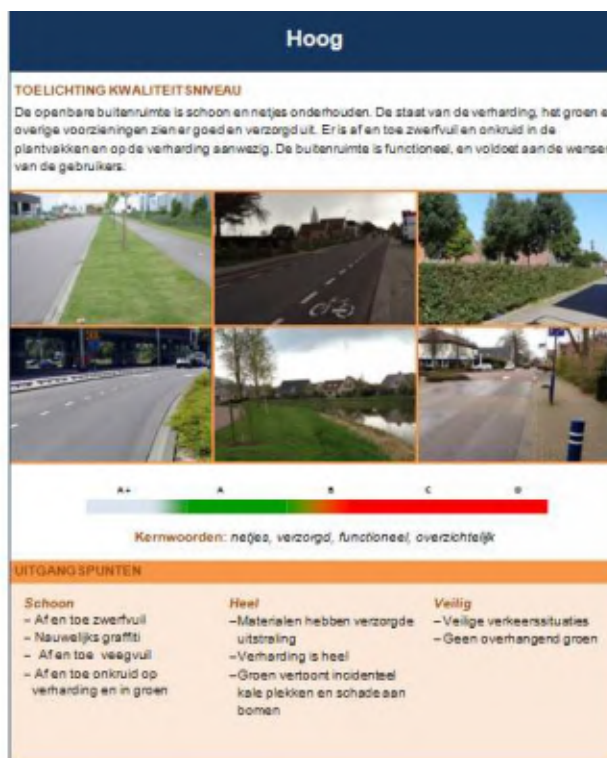 Hoog
TOELICHTING KWALITEITSNIVEAU
De openbare buitenruimte is schoon en netjes onderhouden. De staat van de verharding, het groen e
overige voorzieningen zien er goed en verzorgd uit. Er is af en toe zwerfvuil en onkruid in de
plantvakken en op de verharding aanwezig. De buitenruimte is functioneel, en voldoet aan de wensen
van de gebruikers.
A+ A B C D
Kernwoorden: netjes, verzorgd, functioneel, overzichtelijk
UITGANGSPUNTEN
Schoon
– Af en toe zwerfvuil
– Nauwelijks graffiti
– Af en toe veegvuil
– Af en toe onkruid op
verharding en in groen
Heel
– Materialen hebben verzorgde
uitstraling
– Verharding is heel
– Groen vertoont incidenteel
kale plekken en schade aan
bomen
Veilig
– Veilige verkeerssituaties
– Geen overhangend groen